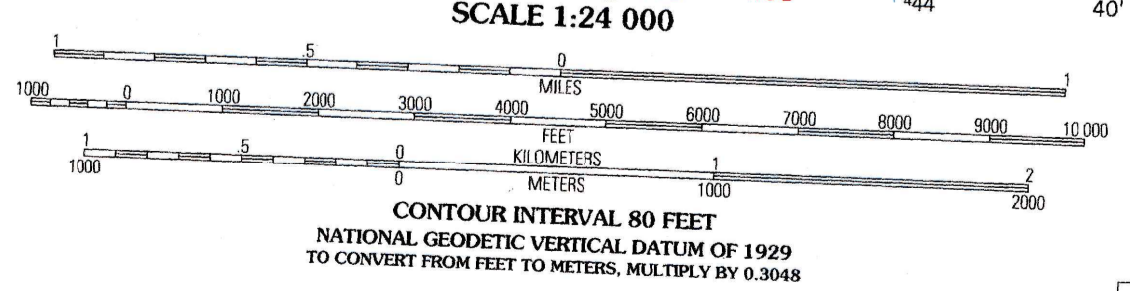 ⁴44 40'
SCALE 1:24 000
1 .5 0 1
MILES
1000 0 1000 2000 3000 4000 5000 6000 7000 8000 9000 10 000
FEET
1 .5 0 KILOMETERS 1 2
1000 0 METERS 1000 2000
CONTOUR INTERVAL 80 FEET
NATIONAL GEODETIC VERTICAL DATUM OF 1929
TO CONVERT FROM FEET TO METERS, MULTIPLY BY 0.3048